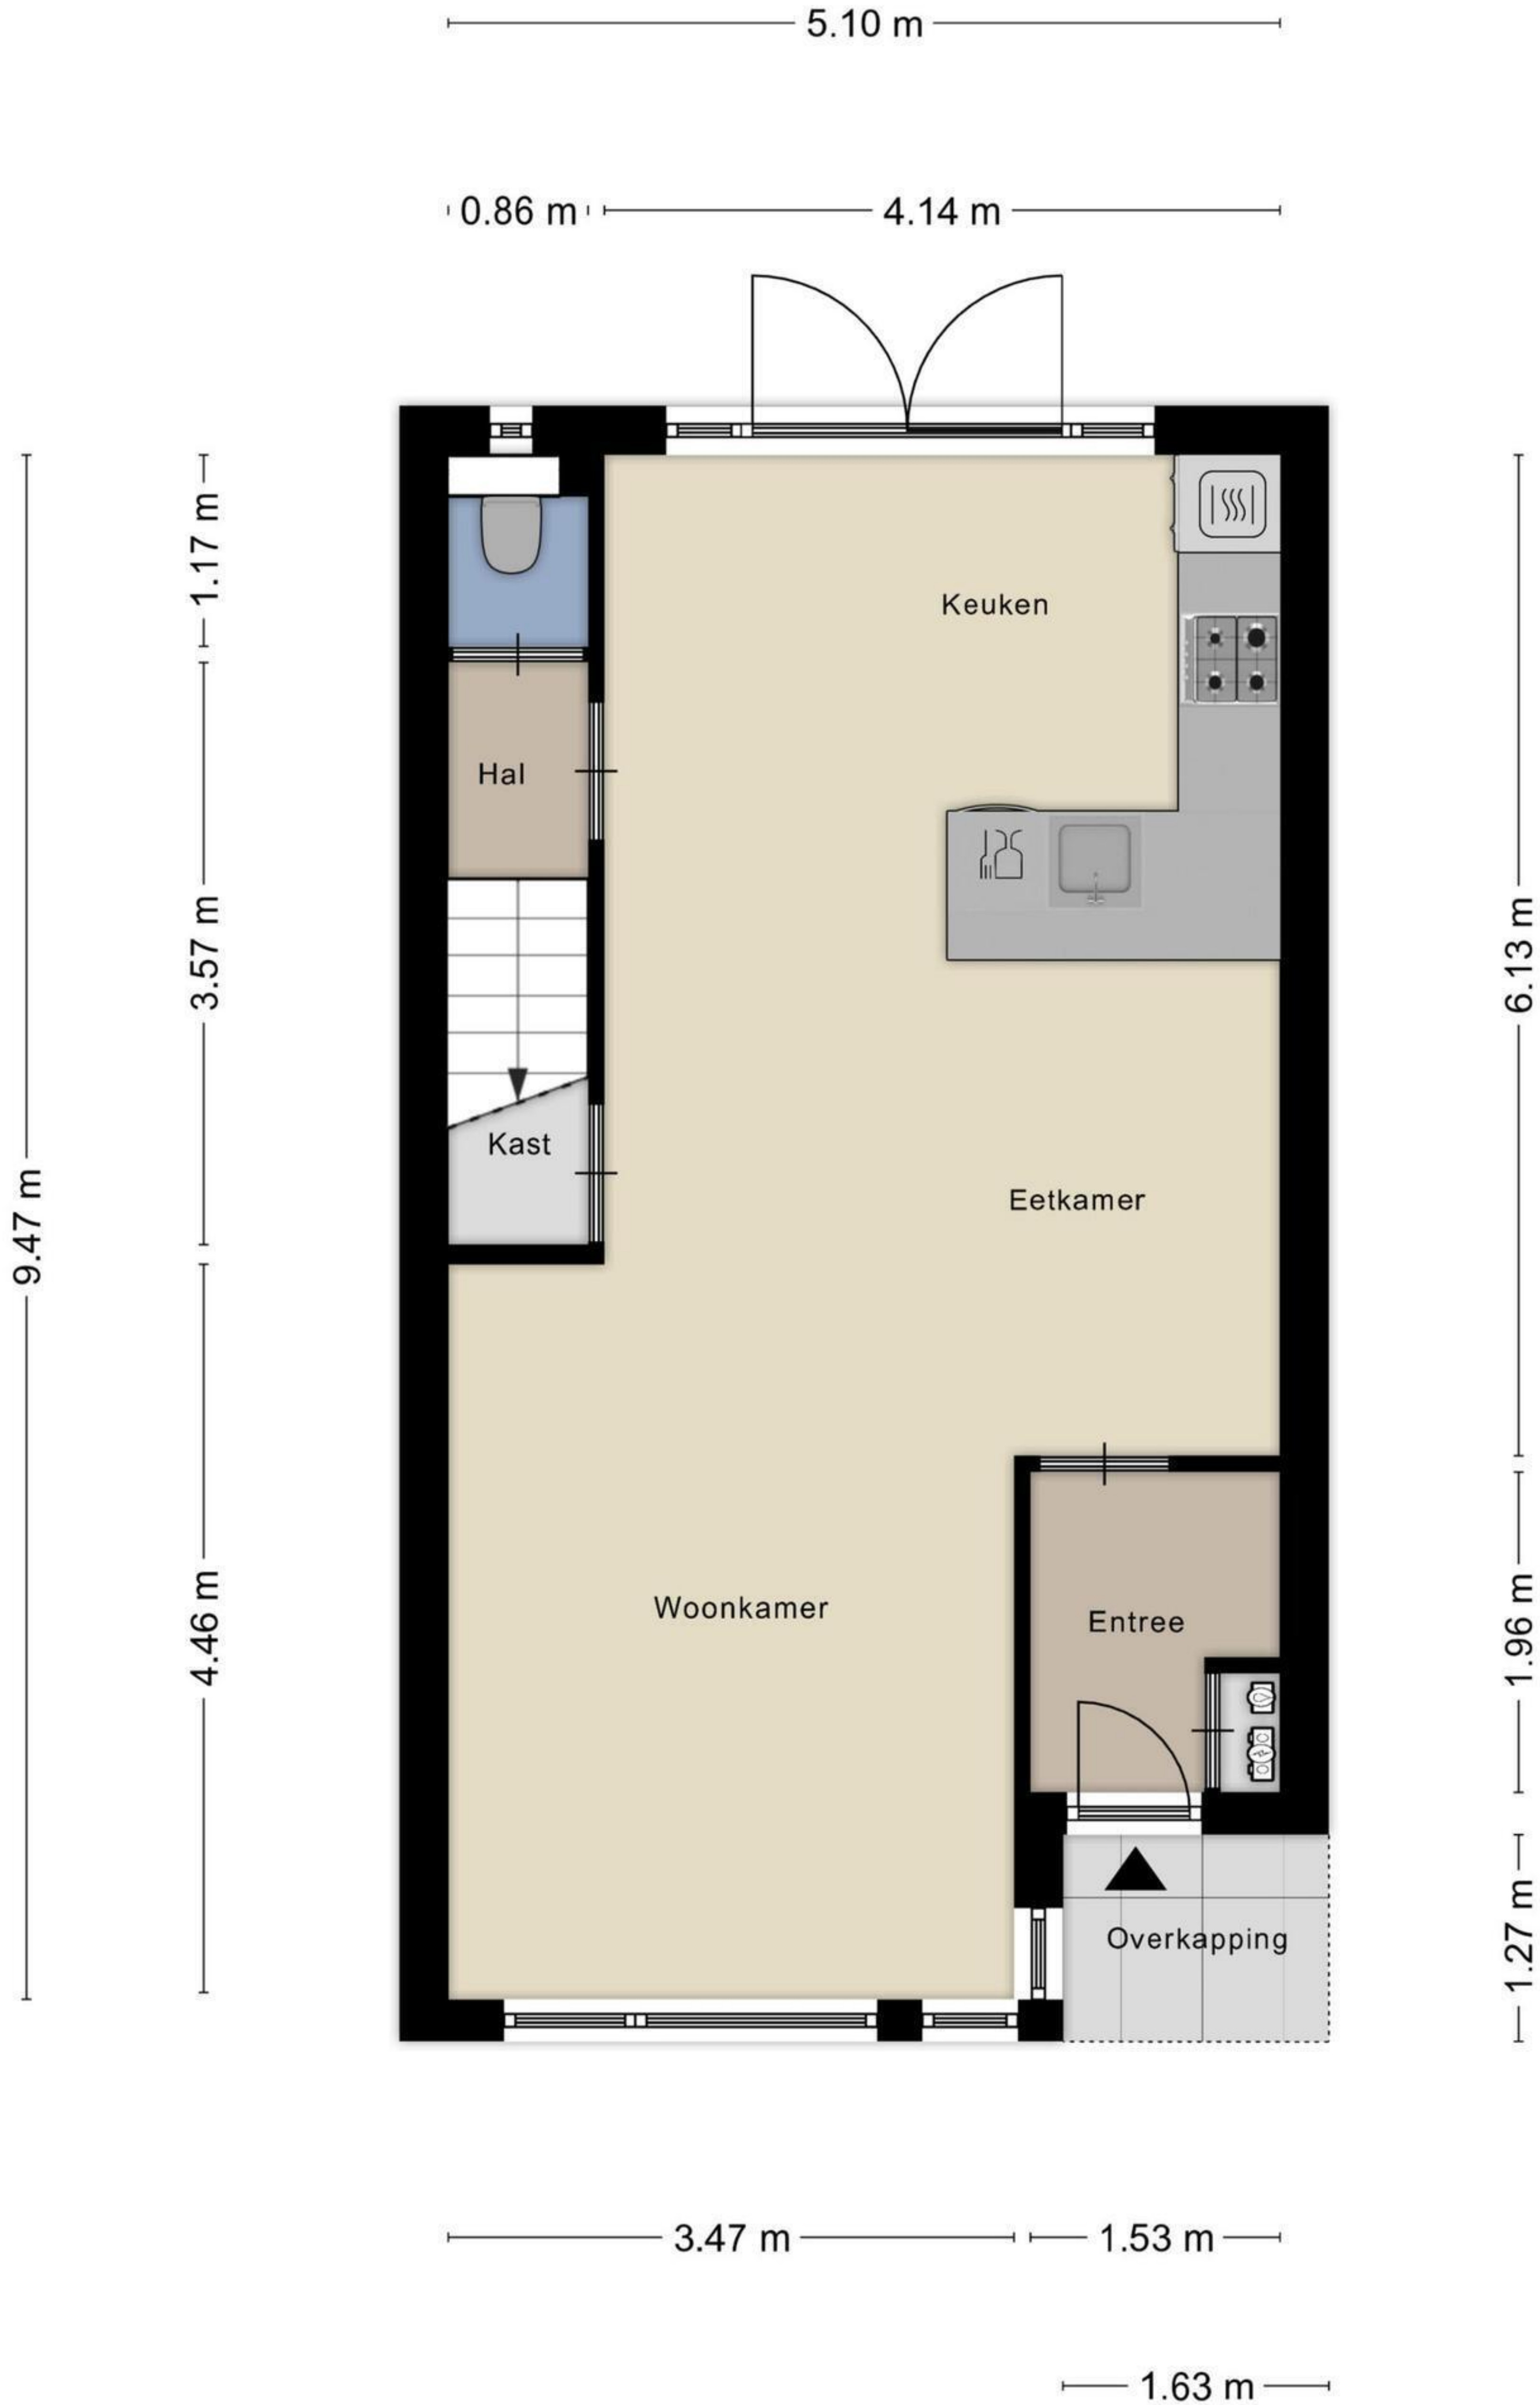 5.10 m
0.86 m
4.14 m
1.17 m
Keuken
Hal
3.57 m
6.13 m
Kast
Eetkamer
9.47 m
4.46 m
Woonkamer
Entree
1.96 m
Overkapping
1.27 m
3.47 m
1.53 m
1.63 m